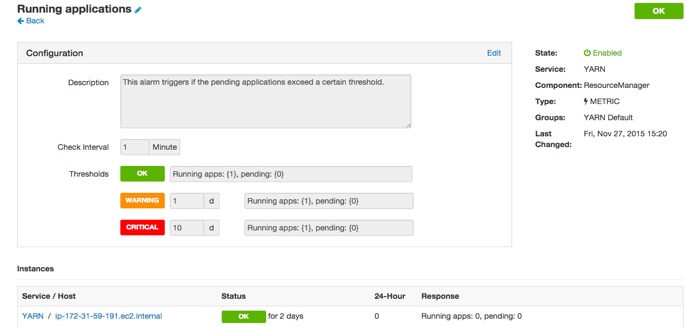 Running applications
OK
Back
Configuration
Edit
Description
This alarm triggers if the pending applications exceed a certain threshold.
Check Interval
1
Minute
Thresholds
OK
Running apps: {1}, pending: {0}
WARNING
1
d
Running apps: {1}, pending: {0}
CRITICAL
10
d
Running apps: {1}, pending: {0}
State: Enabled
Service: YARN
Component: ResourceManager
Type: METRIC
Groups: YARN Default
Last Changed: Fri, Nov 27, 2015 15:20
Instances
Service / Host Status 24-Hour Response
YARN / ip-172-31-59-191.ec2.internal OK for 2 days 0 Running apps: 0, pending: 0